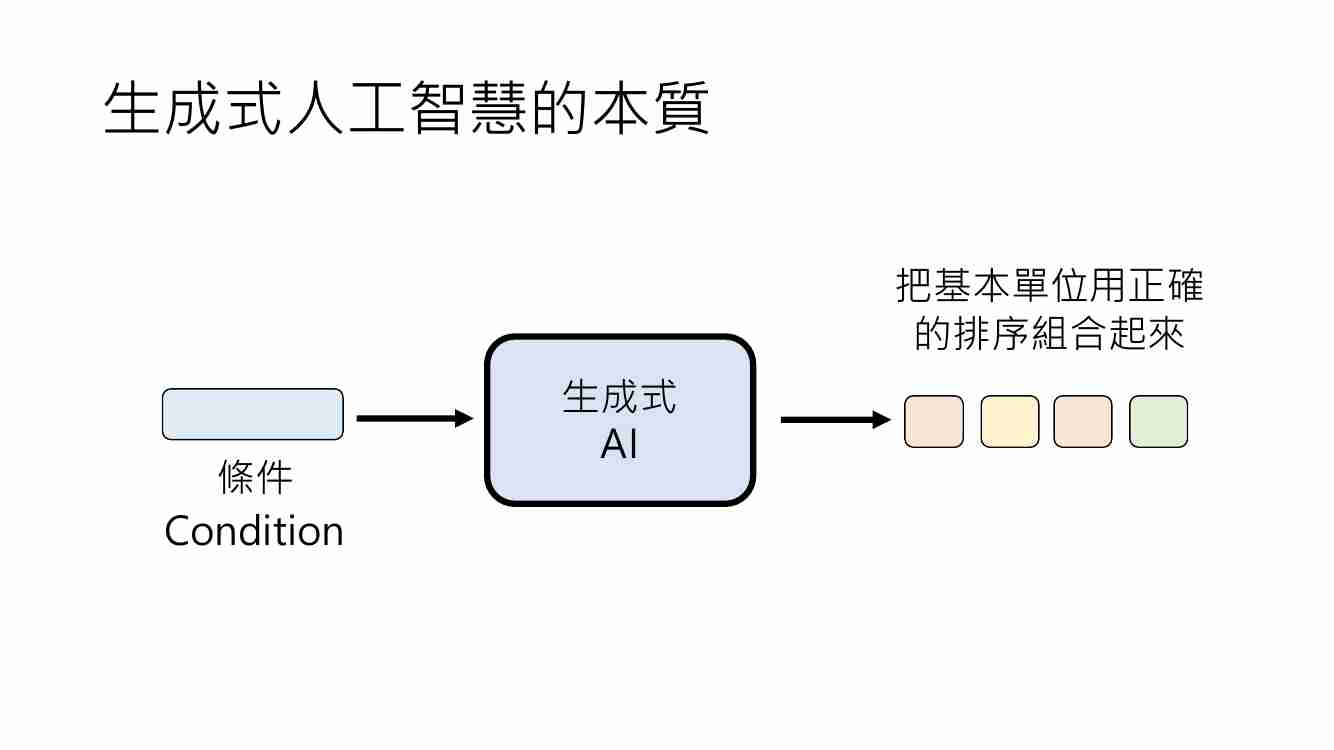 生成式人工智慧的本質
把基本單位用正確
的排序組合起來
生成式
AI
條件
Condition